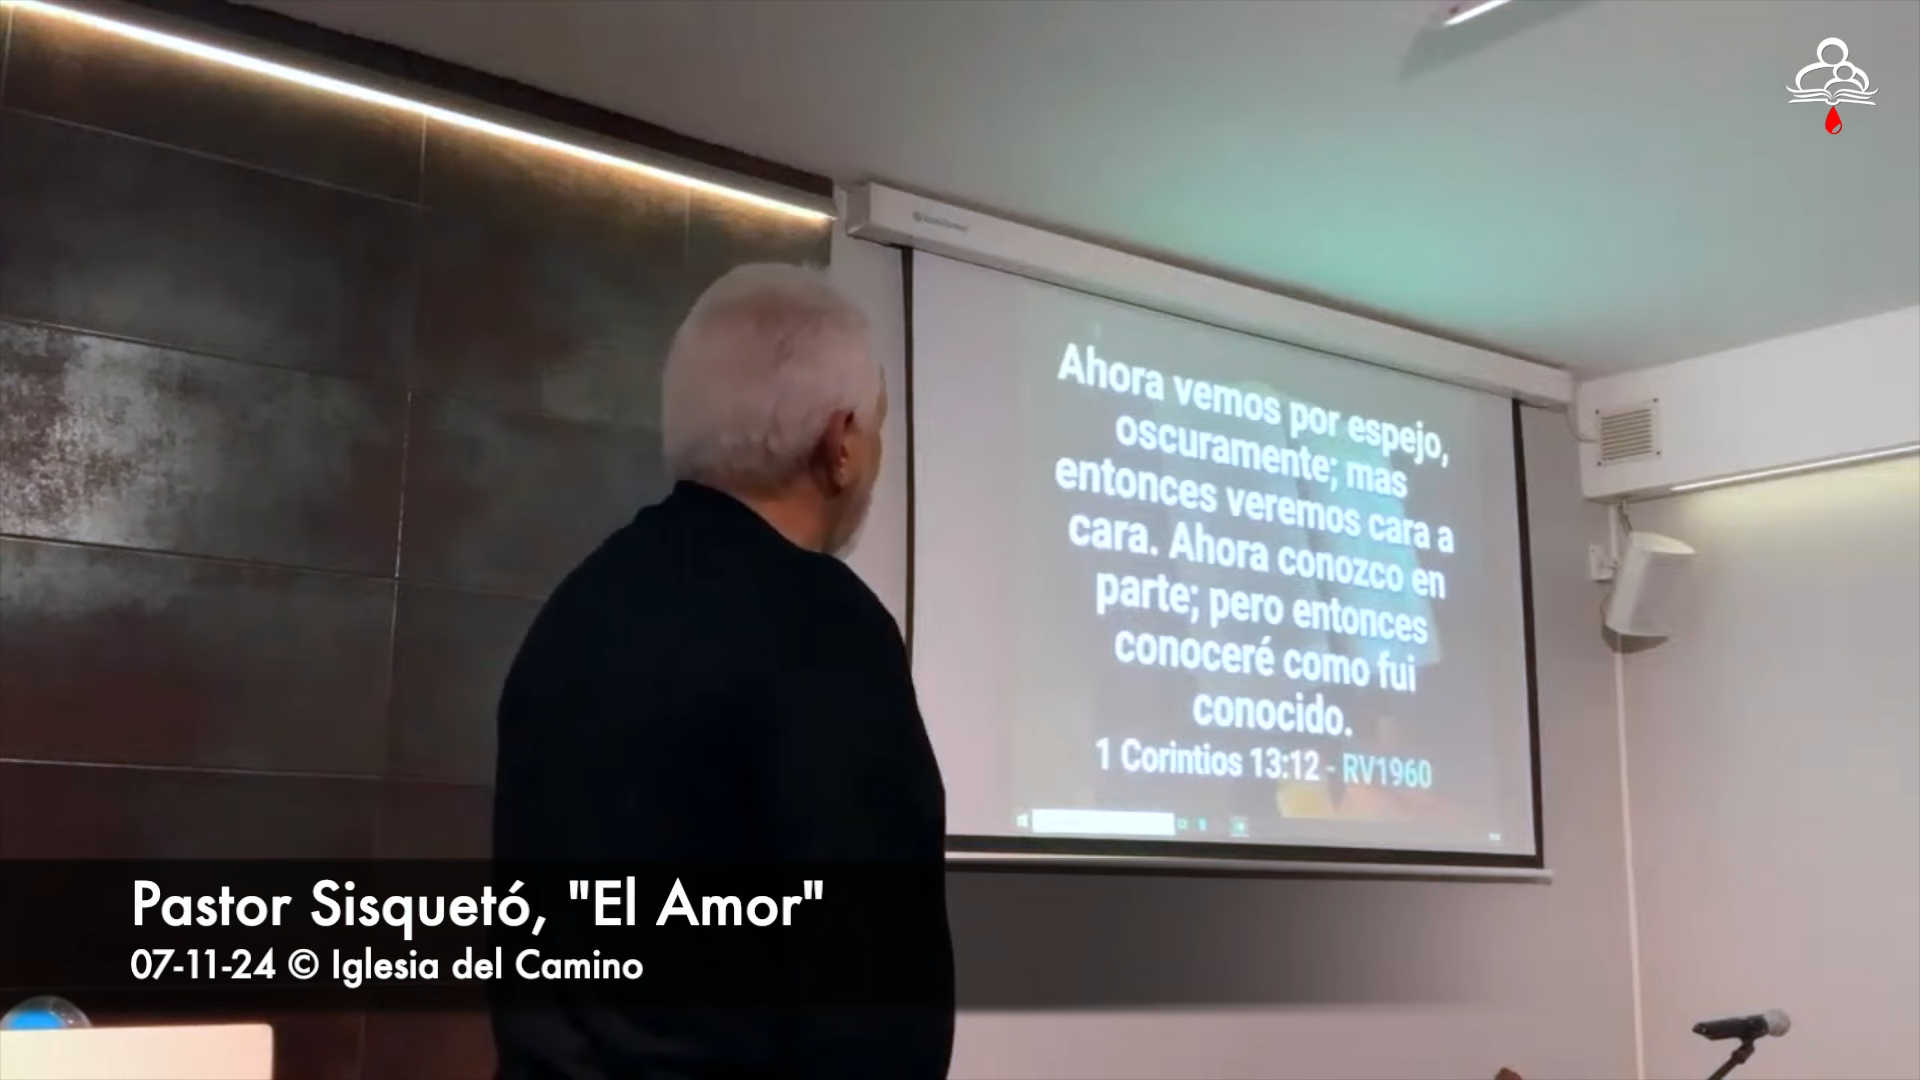 Ahora vemos por espejo,
oscuramente; mas
entonces veremos cara a
cara. Ahora conozco en
parte; pero entonces
conoceré como fui
conocido.
1 Corintios 13:12 - RV1960
Pastor Sisquetó, "El Amor"
07-11-24 © Iglesia del Camino